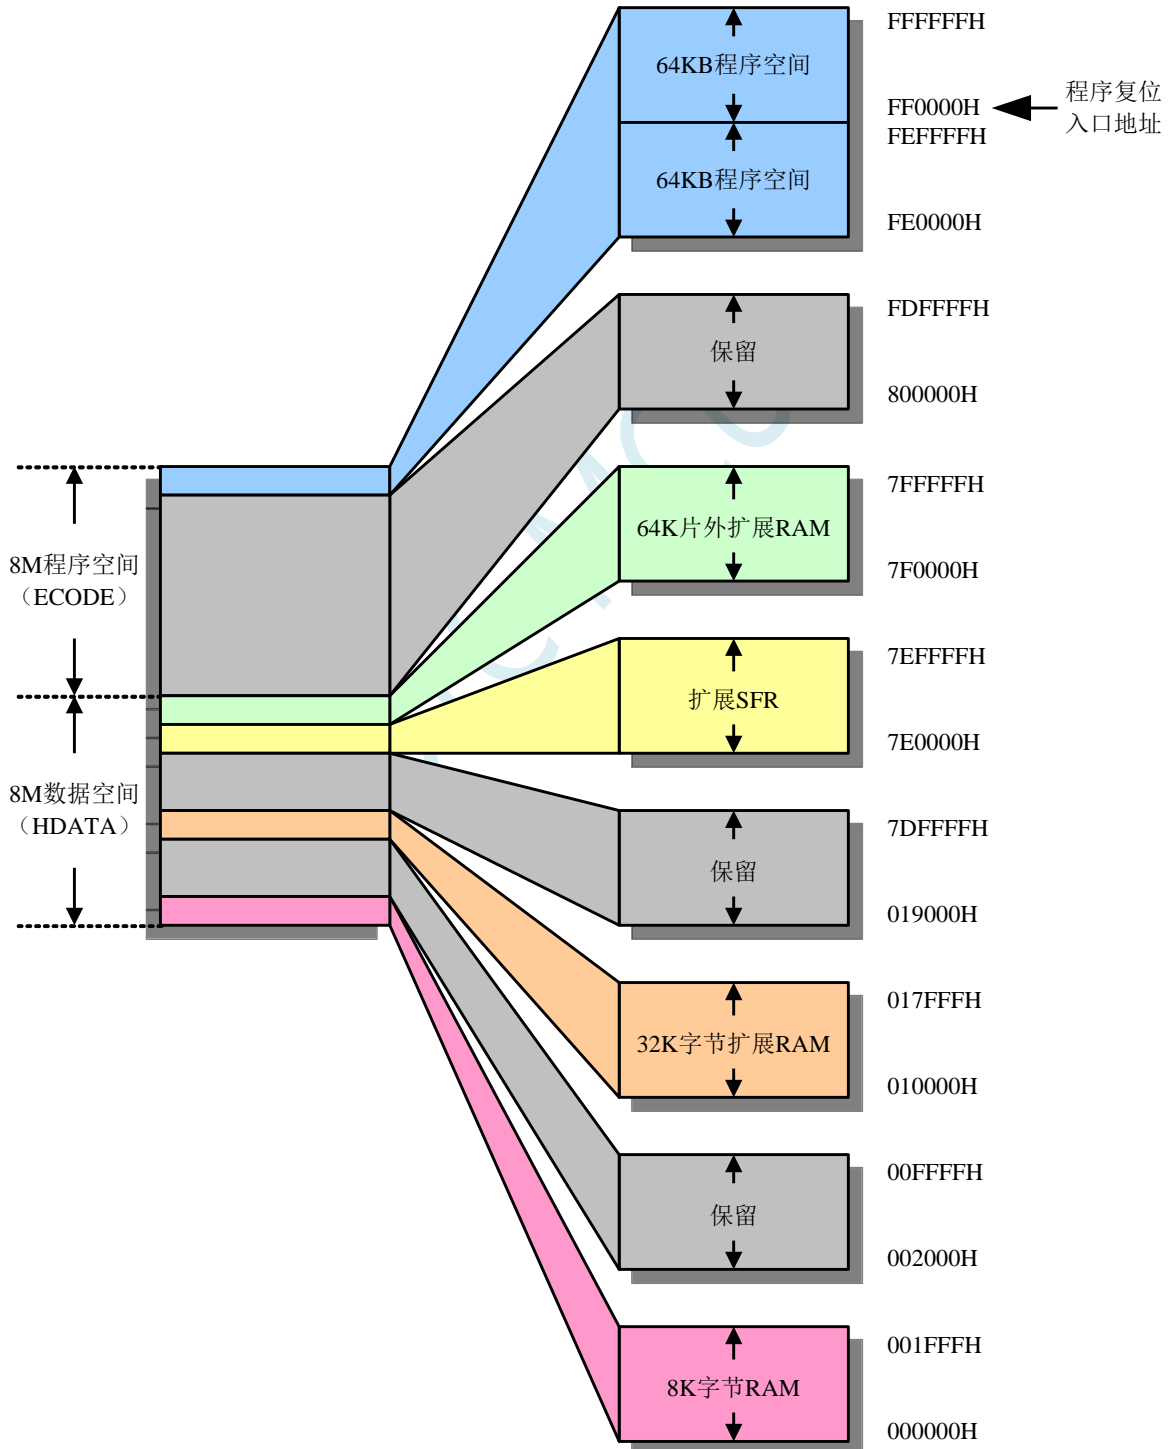 FFFFFFH
64KB程序空间
FF0000H
程序复位
入口地址
FEFFFFH
64KB程序空间
FE0000H
FDFFFFH
保留
800000H
7FFFFFH
64K片外扩展RAM
7F0000H
8M程序空间
（ECODE）
7EFFFFH
扩展SFR
7E0000H
8M数据空间
（HDATA）
7DFFFFH
保留
019000H
017FFFH
32K字节扩展RAM
010000H
00FFFFH
保留
002000H
001FFFH
8K字节RAM
000000H